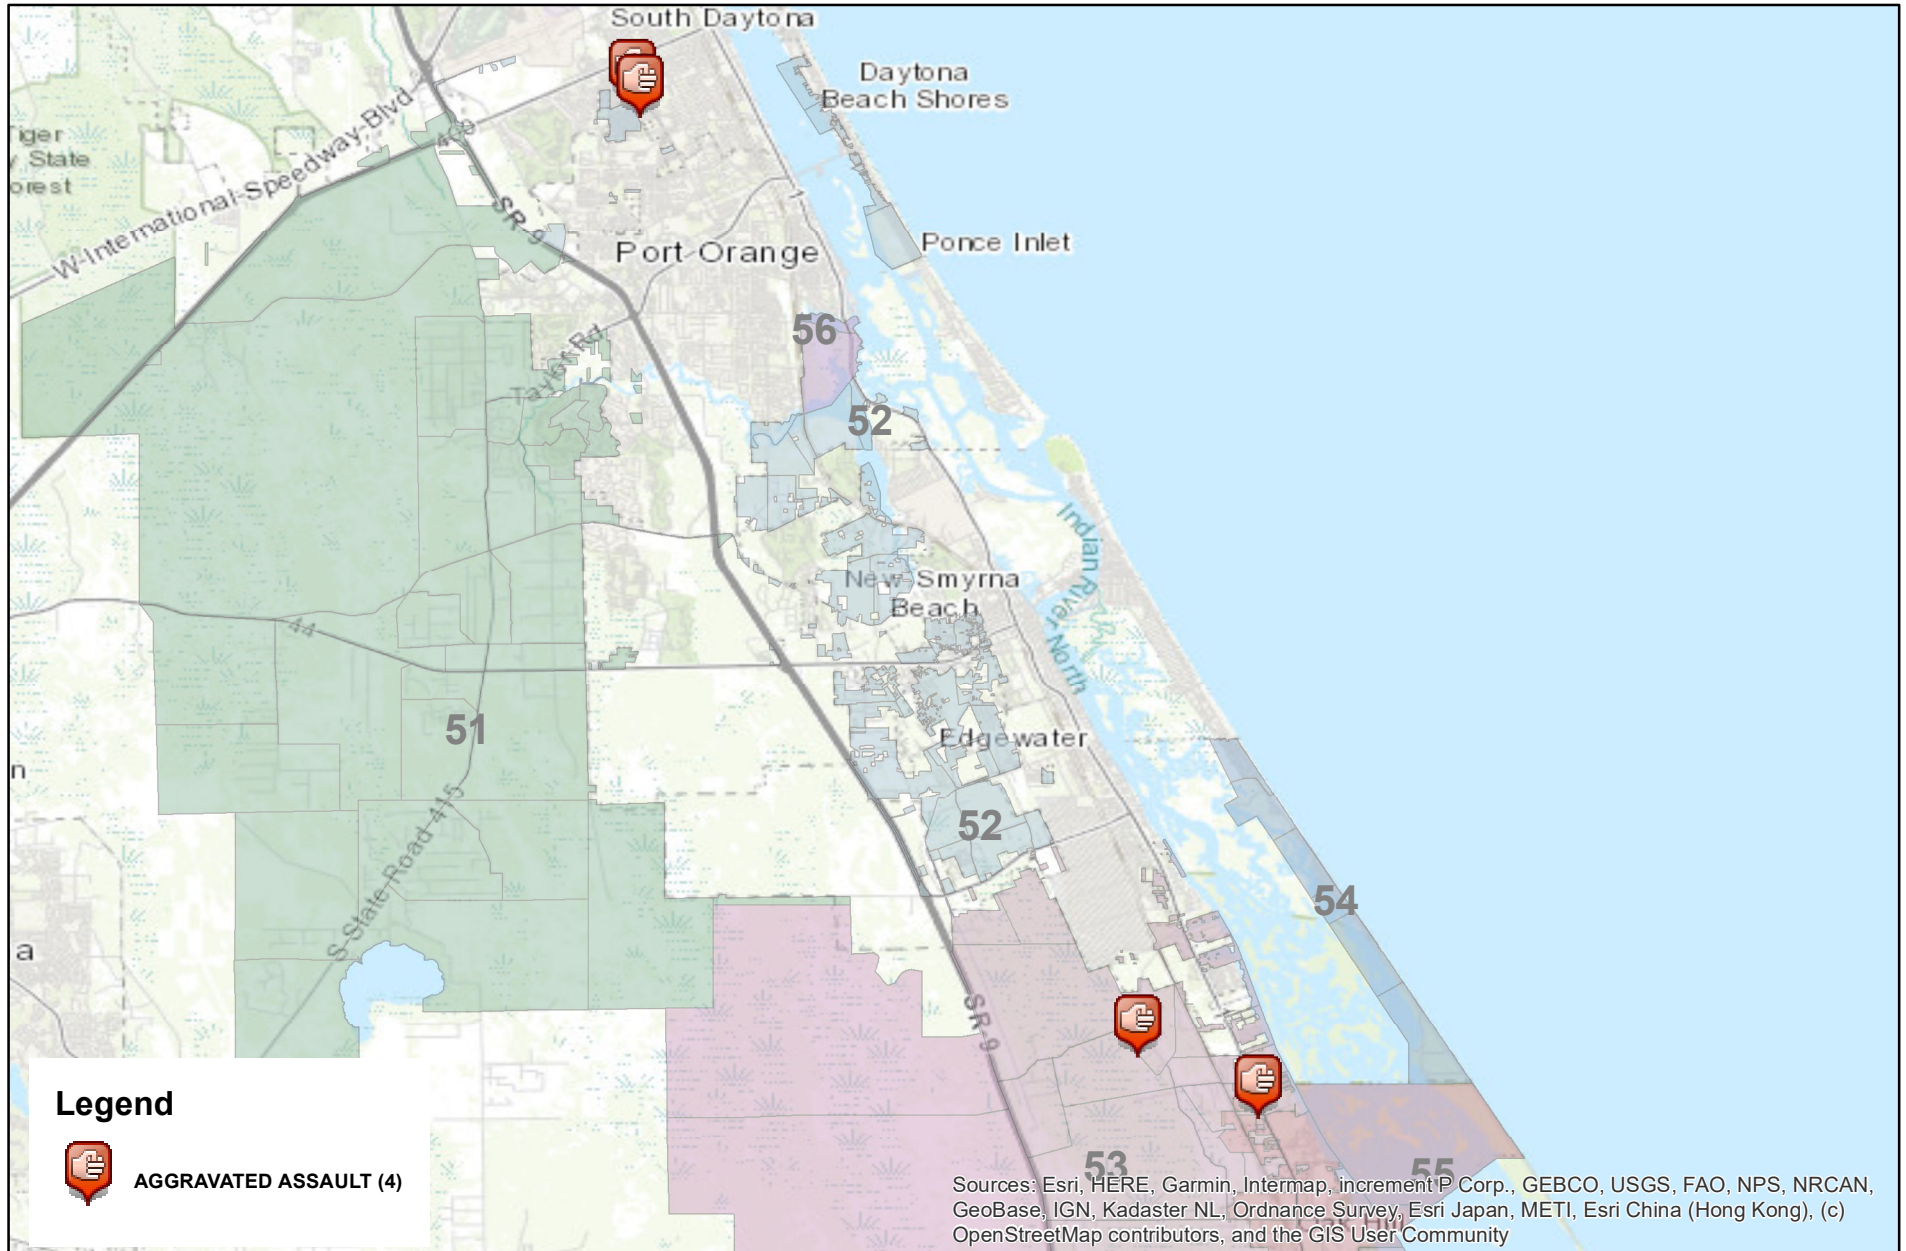 South Daytona
Daytona
Beach Shores
W-International-Speedway-Blvd
State
SR 9
Port Orange
Ponce Inlet
56
Taylor Rd
52
Indian River North
New Smyrna
Beach
44
51
Edgewater
n
S-State-Road-415
52
54
a
SR-9
Legend
AGGRAVATED ASSAULT (4)
53
55
Sources: Esri, HERE, Garmin, Intermap, increment P Corp., GEBCO, USGS, FAO, NPS, NRCAN,
GeoBase, IGN, Kadaster NL, Ordnance Survey, Esri Japan, METI, Esri China (Hong Kong), (c)
OpenStreetMap contributors, and the GIS User Community